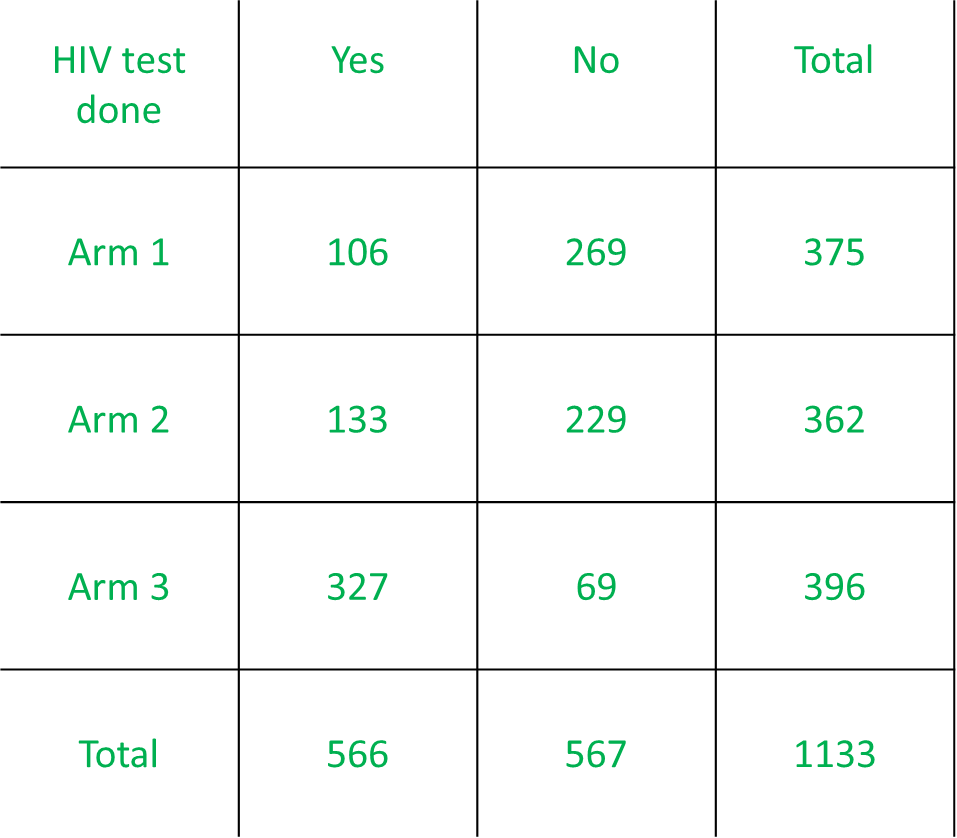 HIV test done Yes No Total
Arm 1 106 269 375
Arm 2 133 229 362
Arm 3 327 69 396
Total 566 567 1133